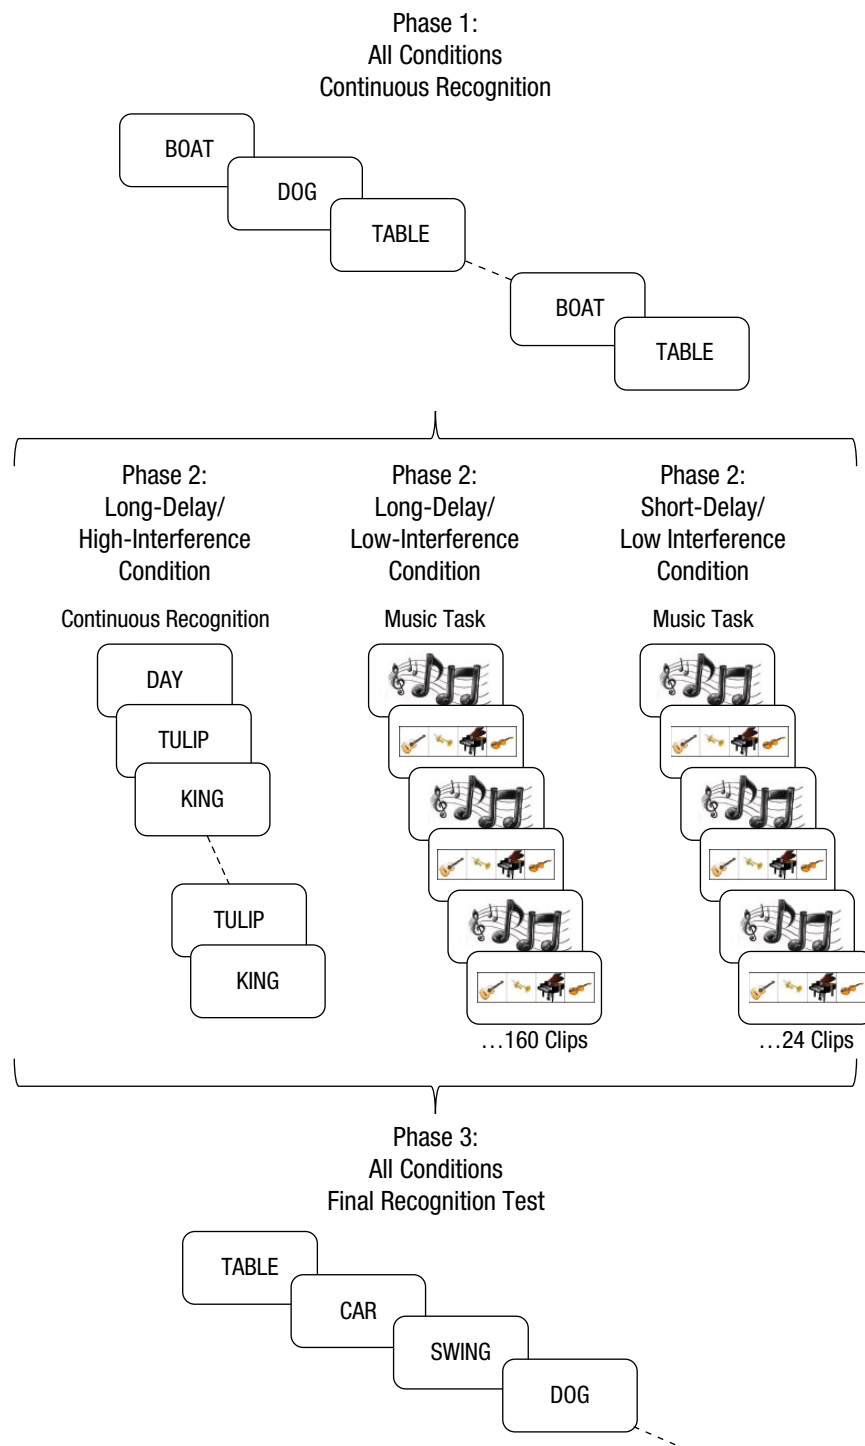 Phase 1:
All Conditions
Continuous Recognition
BOAT
DOG
TABLE
BOAT
TABLE
Phase 2:
Long-Delay/
High-Interference
Condition
Continuous Recognition
DAY
TULIP
KING
TULIP
KING
Phase 2:
Long-Delay/
Low-Interference
Condition
Music Task
...160 Clips
Phase 2:
Short-Delay/
Low Interference
Condition
Music Task
...24 Clips
Phase 3:
All Conditions
Final Recognition Test
TABLE
CAR
SWING
DOG